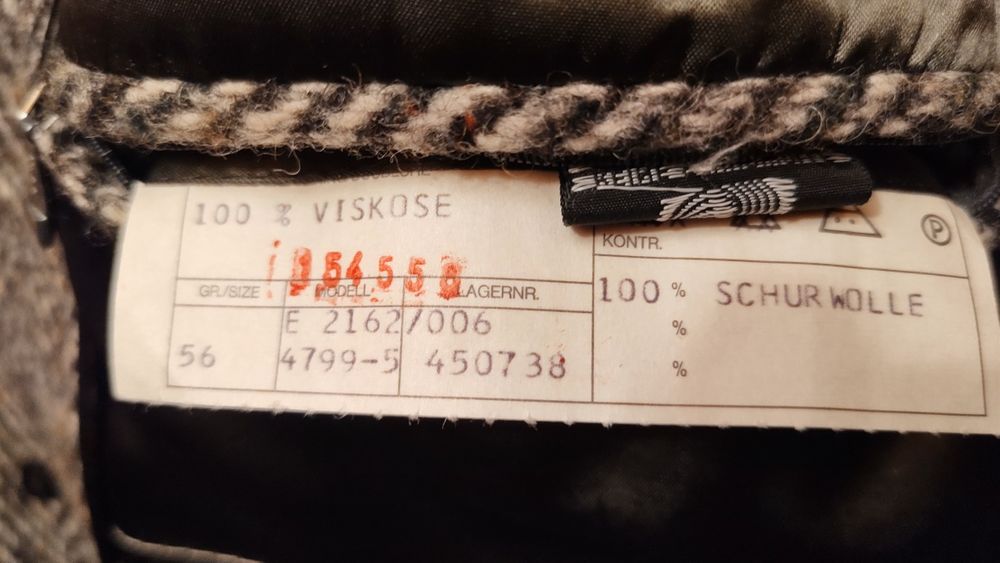 100 % VISKOSE
GR./SIZE MODELL LAGERNR.
E 2162/006
56 4799-5 450738
P
KONTR.
100 % SCHURWOLLE
%
%